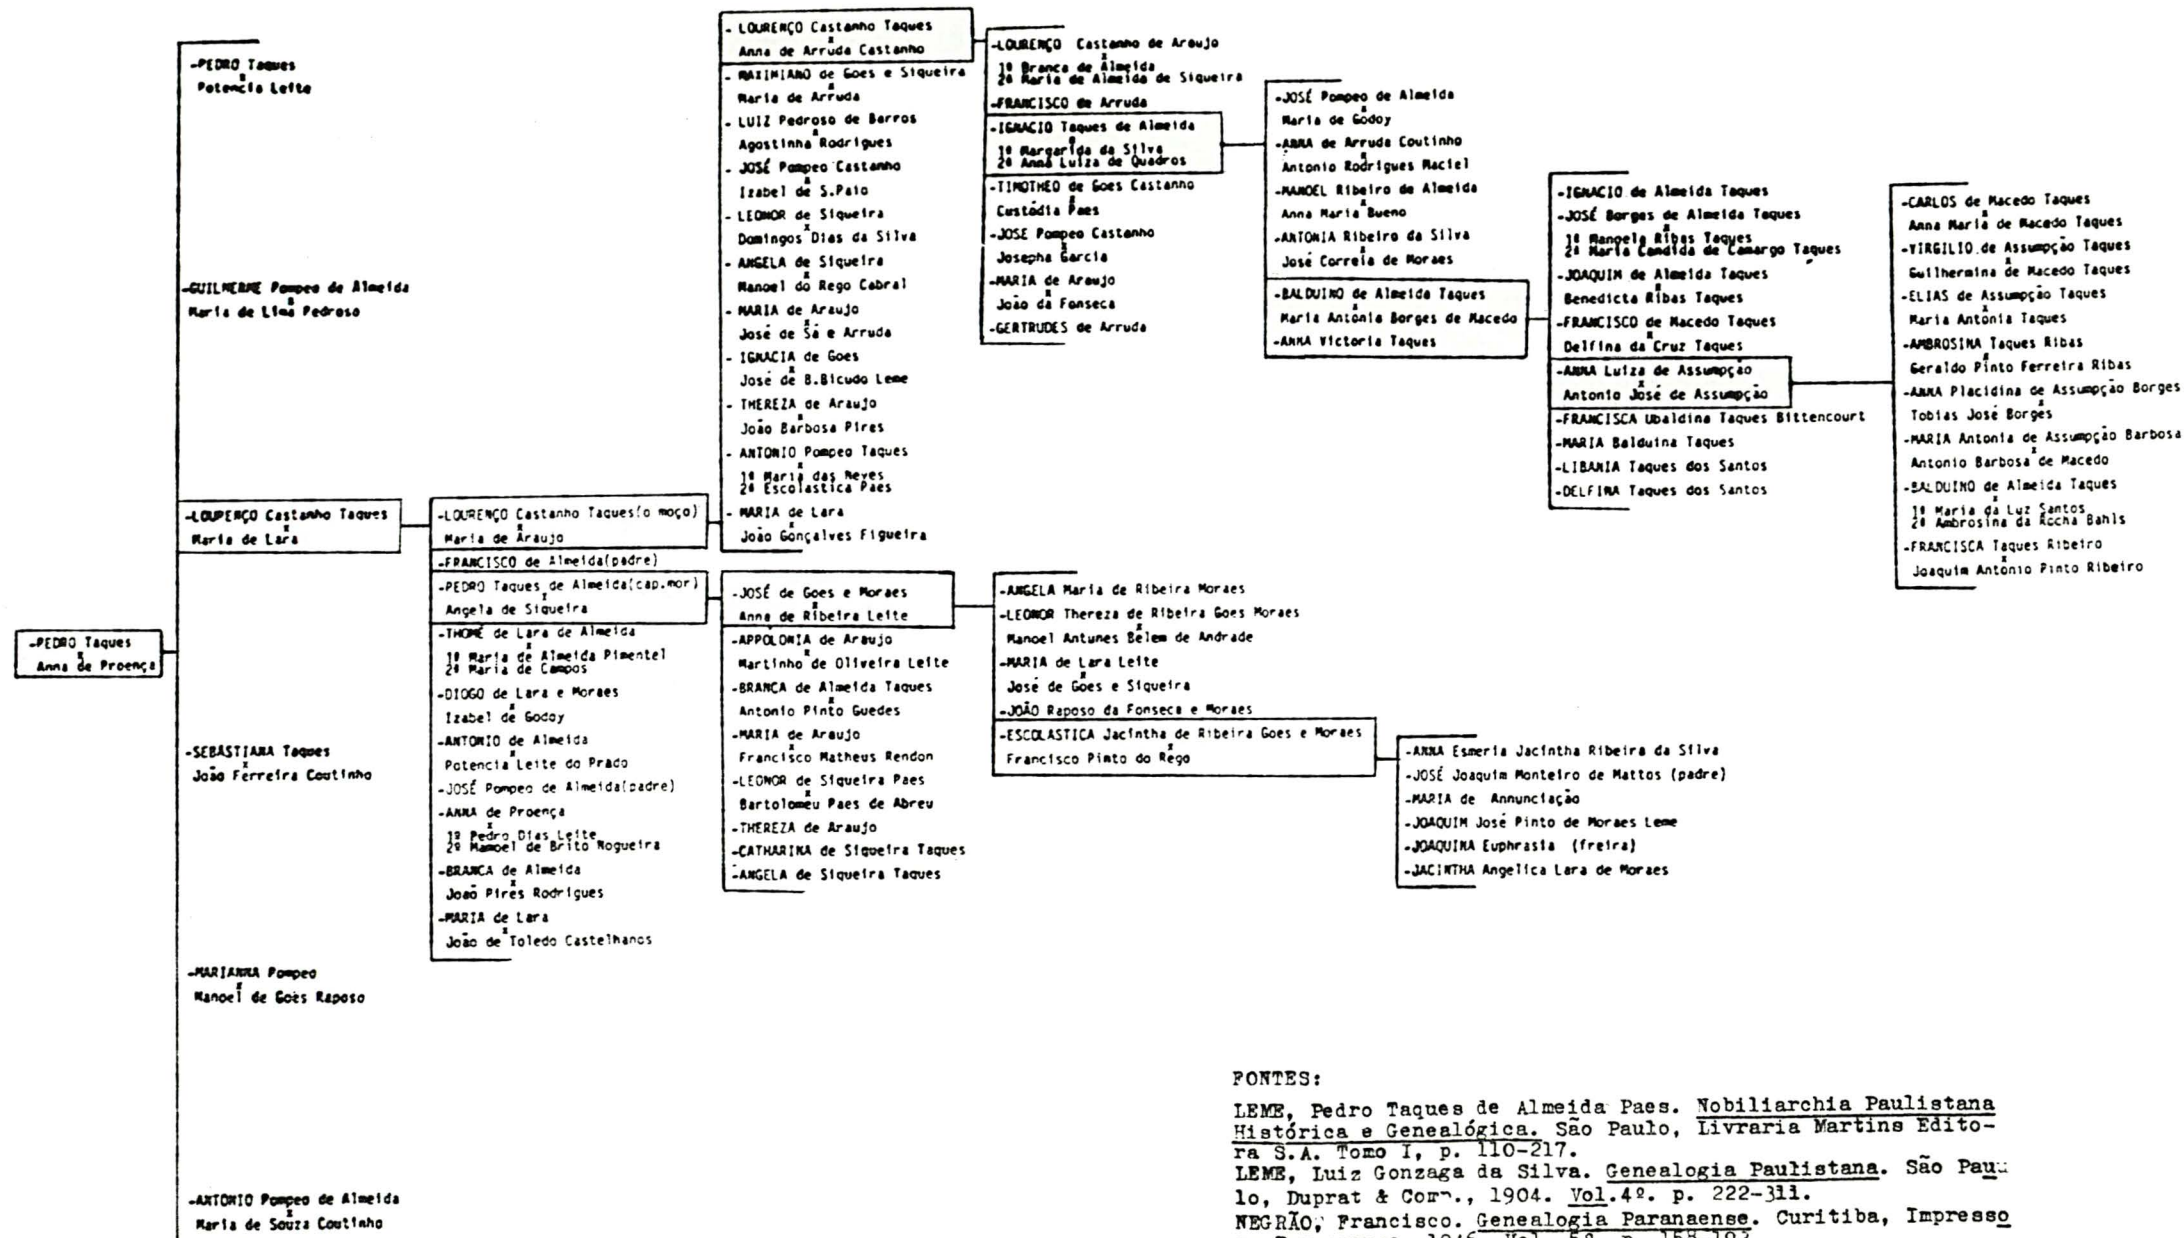 -PEDRO Taques
x
Anna de Proença
-PEDRO Taques
x
Potencia Leite
-GUILHERME Pompeo de Almeida
x
Maria de Lima Pedroso
-LOURENÇO Castanho Taques
x
Maria de Lara
-SEBASTIANA Taques
x
João Ferreira Coutinho
-MARIANNA Pompeo
x
Manoel de Goes Raposo
-ANTONIO Pompeo de Almeida
x
Maria de Souza Coutinho
-LOURENÇO Castanho Taques(o moço)
x
Maria de Araujo
-FRANCISCO de Almeida(padre)
-PEDRO Taques de Almeida(cap.mor)
x
Angela de Siqueira
-THOMÉ de Lara de Almeida
x
1ª Maria de Almeida Pimentel
2ª Maria de Campos
-DIOGO de Lara e Moraes
x
Izabel de Godoy
-ANTONIO de Almeida
x
Potencia Leite do Prado
-JOSÉ Pompeo de Almeida(padre)
-ANNA de Proença
x
1º Pedro Dias Leite
2º Manoel de Brito Nogueira
-BRANCA de Almeida
x
João Pires Rodrigues
-MARIA de Lara
x
João de Toledo Castelhanos
- LOURENÇO Castanho Taques
x
Anna de Arruda Castanho
- MAXIMIANO de Goes e Siqueira
x
Maria de Arruda
- LUIZ Pedroso de Barros
x
Agostinha Rodrigues
- JOSÉ Pompeo Castanho
x
Izabel de S.Paio
- LEONOR de Siqueira
x
Domingos Dias da Silva
- ANGELA de Siqueira
x
Manoel do Rego Cabral
- MARIA de Araujo
x
José de Sá e Arruda
- IGNACIA de Goes
x
José de B.Bicudo Leme
- THEREZA de Araujo
x
João Barbosa Pires
- ANTONIO Pompeo Taques
x
1ª Maria das Neves
2ª Escolastica Paes
- MARIA de Lara
x
João Gonçalves Figueira
-JOSÉ de Goes e Moraes
x
Anna de Ribeira Leite
-APPOLONIA de Araujo
x
Martinho de Oliveira Leite
-BRANCA de Almeida Taques
x
Antonio Pinto Guedes
-MARIA de Araujo
x
Francisco Matheus Rendon
-LEONOR de Siqueira Paes
x
Bartolomeu Paes de Abreu
-THEREZA de Araujo
-CATHARINA de Siqueira Taques
-ANGELA de Siqueira Taques
-LOURENÇO Castanho de Araujo
x
1ª Branca de Almeida
2ª Maria de Almeida de Siqueira
-FRANCISCO de Arruda
-IGNACIO Taques de Almeida
x
1ª Margarida da Silva
2ª Anna Luiza de Quadros
-TIMOTHEO de Goes Castanho
x
Custódia Paes
-JOSE Pompeo Castanho
x
Josepha Garcia
-MARIA de Araujo
x
João da Fonseca
-GERTRUDES de Arruda
-ANGELA Maria de Ribeira Moraes
-LEONOR Thereza de Ribeira Goes Moraes
x
Manoel Antunes Belem de Andrade
-MARIA de Lara Leite
x
José de Goes e Siqueira
-JOÃO Raposo da Fonseca e Moraes
-ESCOLASTICA Jacintha de Ribeira Goes e Moraes
x
Francisco Pinto do Rego
-JOSÉ Pompeo de Almeida
x
Maria de Godoy
-ANNA de Arruda Coutinho
x
Antonio Rodrigues Maciel
-MANOEL Ribeiro de Almeida
x
Anna Maria Bueno
-ANTONIA Ribeiro da Silva
x
José Correia de Moraes
-BALDUINO de Almeida Taques
x
Maria Antonia Borges de Macedo
-ANNA Victoria Taques
-ANNA Esmeria Jacintha Ribeira da Silva
-JOSÉ Joaquim Monteiro de Mattos (padre)
-MARIA de Annunciação
-JOAQUIM José Pinto de Moraes Leme
-JOAQUINA Euphrasia (freira)
-JACINTHA Angelica Lara de Moraes
-IGNACIO de Almeida Taques
-JOSÉ Borges de Almeida Taques
x
1ª Manoela Ribas Taques
2ª Maria Candida de Camargo Taques
-JOAQUIM de Almeida Taques
x
Benedicta Ribas Taques
-FRANCISCO de Macedo Taques
x
Delfina da Cruz Taques
-ANNA Luiza de Assumpção
x
Antonio José de Assumpção
-FRANCISCA Ubaldina Taques Bittencourt
-MARIA Balduina Taques
-LIBANIA Taques dos Santos
-DELFINA Taques dos Santos
-CARLOS de Macedo Taques
x
Anna Maria de Macedo Taques
-VIRGILIO de Assumpção Taques
x
Guilhermina de Macedo Taques
-ELIAS de Assumpção Taques
x
Maria Antonia Taques
-AMBROSINA Taques Ribas
x
Geraldo Pinto Ferreira Ribas
-ANNA Placidina de Assumpção Borges
x
Tobias José Borges
-MARIA Antonia de Assumpção Barbosa
x
Antonio Barbosa de Macedo
-BALDUINO de Almeida Taques
x
1ª Maria da Luz Santos
2ª Ambrosina da Rocha Bahls
-FRANCISCA Taques Ribeiro
x
Joaquim Antonio Pinto Ribeiro
FONTES:
LEME, Pedro Taques de Almeida Paes. Nobiliarchia Paulistana
Histórica e Genealógica. São Paulo, Livraria Martins Edito-
ra S.A. Tomo I, p. 110-217.
LEME, Luiz Gonzaga da Silva. Genealogia Paulistana. São Pau
lo, Duprat & Comp., 1904. Vol.4º. p. 222-311.
NEGRÃO, Francisco. Genealogia Paranaense. Curitiba, Impresso